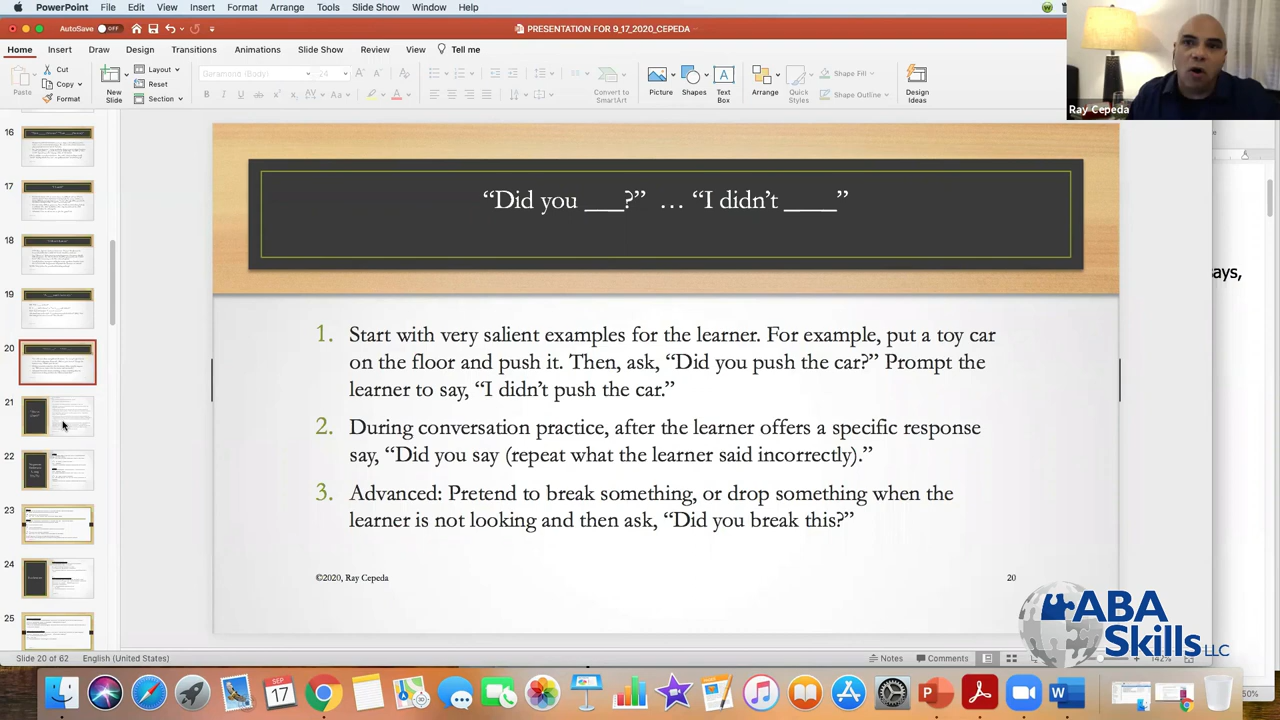 PowerPoint File Edit View Insert Format Arrange Tools Slide Show Window Help
AutoSave OFF
PRESENTATION FOR 9_17_2020_CEPEDA
Home Insert Draw Design Transitions Animations Slide Show Review View Tell me
Paste
Cut
Copy
Format
New Slide
Layout
Reset
Section
Garamond (Body)
24
Convert to SmartArt
Picture
Shapes
Text Box
Arrange
Quick Styles
Shape Fill
Shape Outline
Design Ideas
Ray Cepeda
16
17
18
19
20
21
22
23
24
25
“Did you ___?” … “I didn’t ____”
1. Start with very salient examples for the learner. For example, put a toy car
on the floor and push it. Then, ask, “Did you push the car?” Prompt the
learner to say, “I didn’t push the car.”
2. During conversation practice, after the learner offers a specific response
say, “Did you say (repeat what the learner said incorrectly).”
3. Advanced: Pretend to break something, or drop something when the
learner is not looking and then ask, “Did you break this?”
Ray Cepeda
20
ays,
ABA
Skills LLC
Slide 20 of 62 English (United States)
Notes Comments
142%
SEP
17
50%